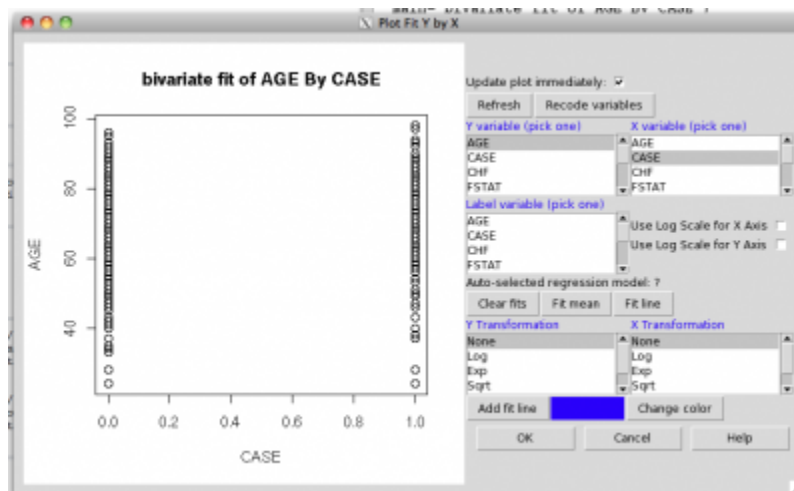 Plot Fit Y by X
bivariate fit of AGE By CASE
AGE
100
80
60
40
0.0 0.2 0.4 0.6 0.8 1.0
CASE
Update plot immediately:
Refresh Recode variables
Y variable (pick one) X variable (pick one)
AGE AGE
CASE CASE
CHF CHF
FSTAT FSTAT
Label variable (pick one)
AGE
CASE
CHF
FSTAT
Use Log Scale for X Axis
Use Log Scale for Y Axis
Auto-selected regression model: ?
Clear fits Fit mean Fit line
Y Transformation X Transformation
None None
Log Log
Exp Exp
Sqrt Sqrt
Add fit line Change color
OK Cancel Help